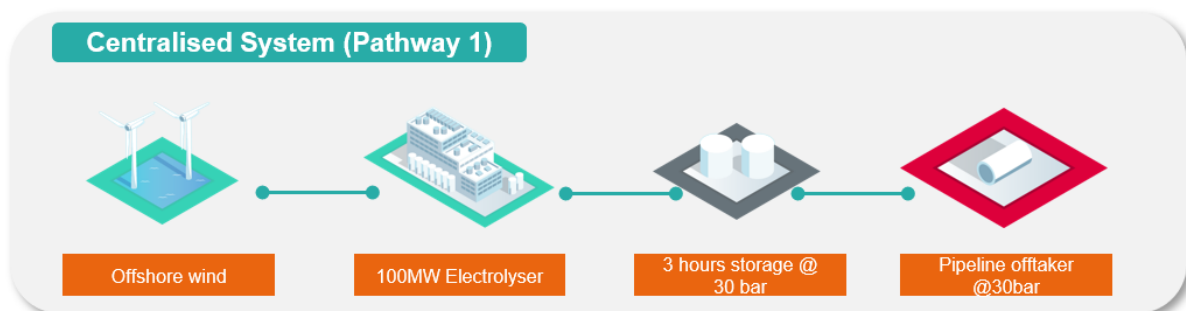 Centralised System (Pathway 1)
Offshore wind
100MW Electrolyser
3 hours storage @
30 bar
Pipeline offtaker
@30bar